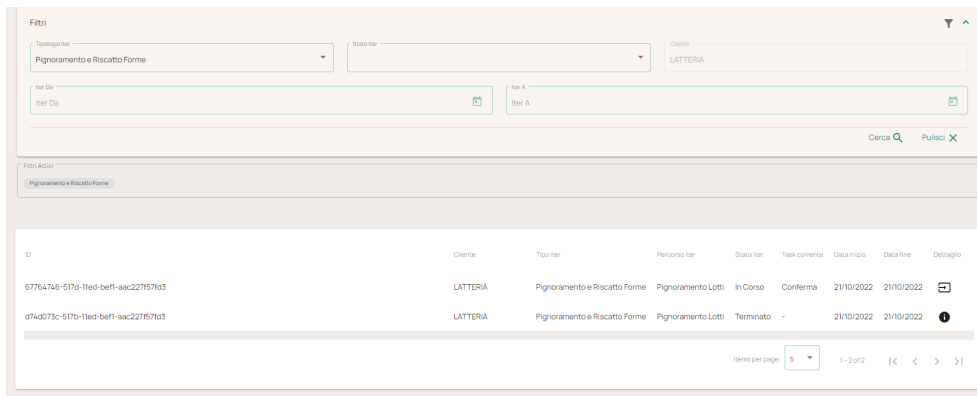 Filtri
Tipologia Iter
Pignoramento e Riscatto Forme
Stato Iter
Cliente
LATTERIA
Iter Da
Iter Da
Iter A
Iter A
Cerca
Pulisci
Filtri Attivi
Pignoramento e Riscatto Forme
ID Cliente Tipo Iter Percorso Iter Stato Iter Task corrente Data inizio Data fine Dettaglio
67764746-517d-11ed-bef1-aac227f57fd3 LATTERIA Pignoramento e Riscatto Forme Pignoramento Lotti In Corso Conferma 21/10/2022 21/10/2022
d74d073c-517b-11ed-bef1-aac227f57fd3 LATTERIA Pignoramento e Riscatto Forme Pignoramento Lotti Terminato - 21/10/2022 21/10/2022
Items per page: 5 1 – 2 of 2